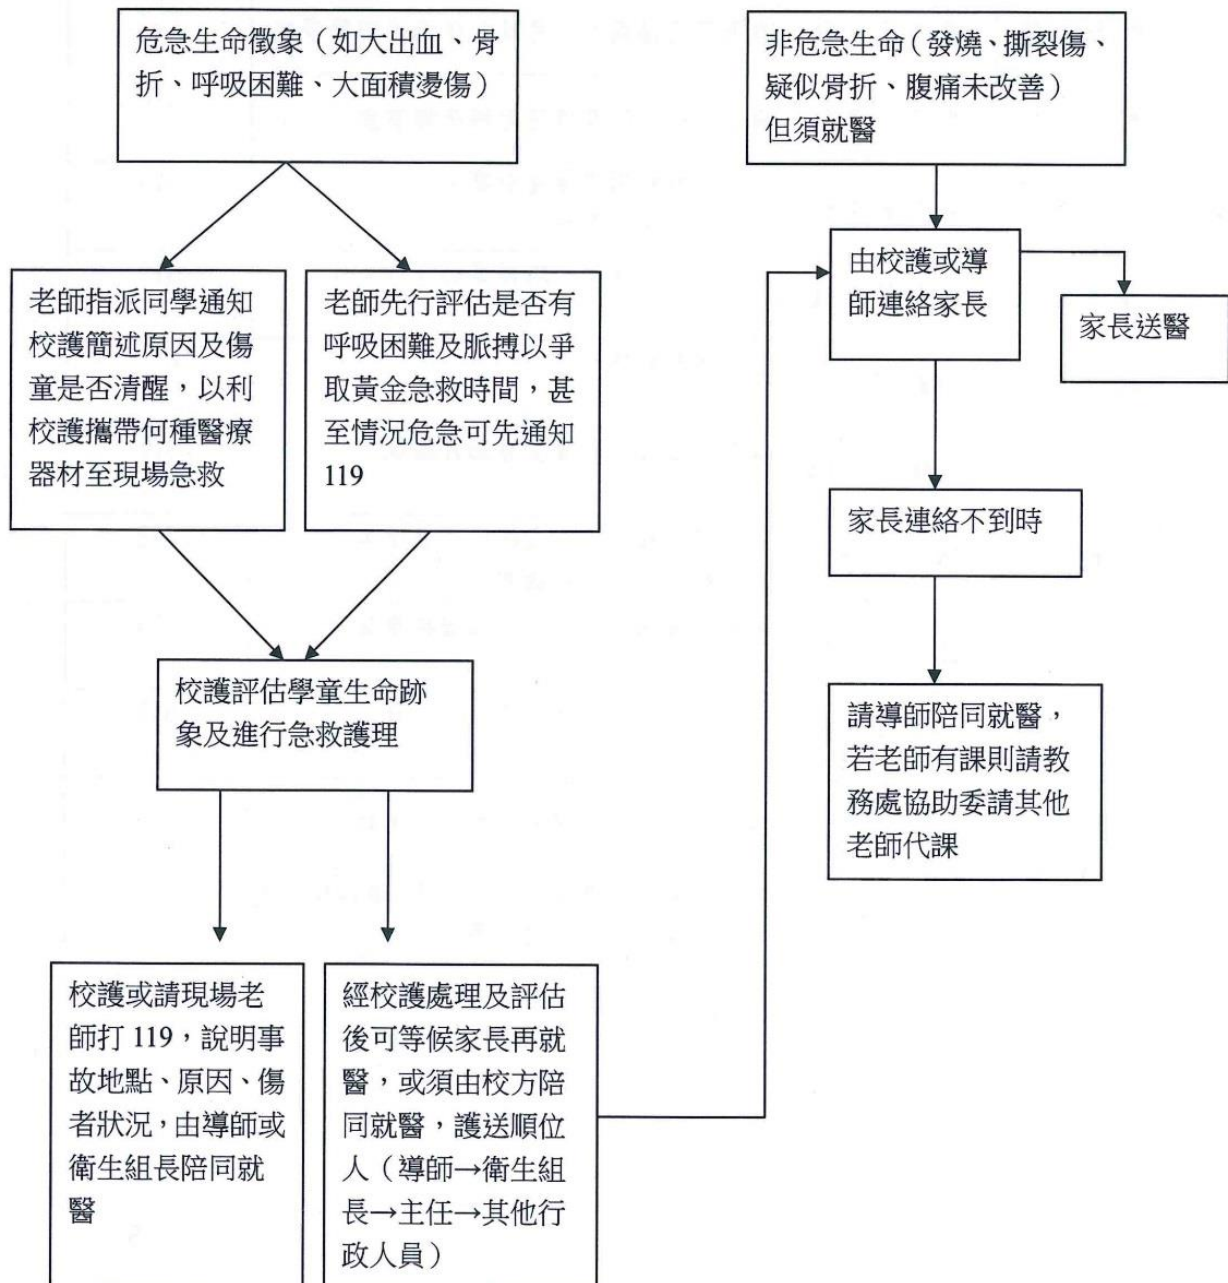 危急生命徵象（如大出血、骨
折、呼吸困難、大面積燙傷）
老師指派同學通知
校護簡述原因及傷
童是否清醒，以利
校護攜帶何種醫療
器材至現場急救
老師先行評估是否有
呼吸困難及脈搏以爭
取黃金急救時間，甚
至情況危急可先通知
119
校護評估學童生命跡
象及進行急救護理
校護或請現場老
師打 119，說明事
故地點、原因、傷
者狀況，由導師或
衛生組長陪同就
醫
經校護處理及評估
後可等候家長再就
醫，或須由校方陪
同就醫，護送順位
人（導師→衛生組
長→主任→其他行
政人員）
非危急生命（發燒、撕裂傷、
疑似骨折、腹痛未改善）
但須就醫
由校護或導
師連絡家長
家長送醫
家長連絡不到時
請導師陪同就醫，
若老師有課則請教
務處協助委請其他
老師代課